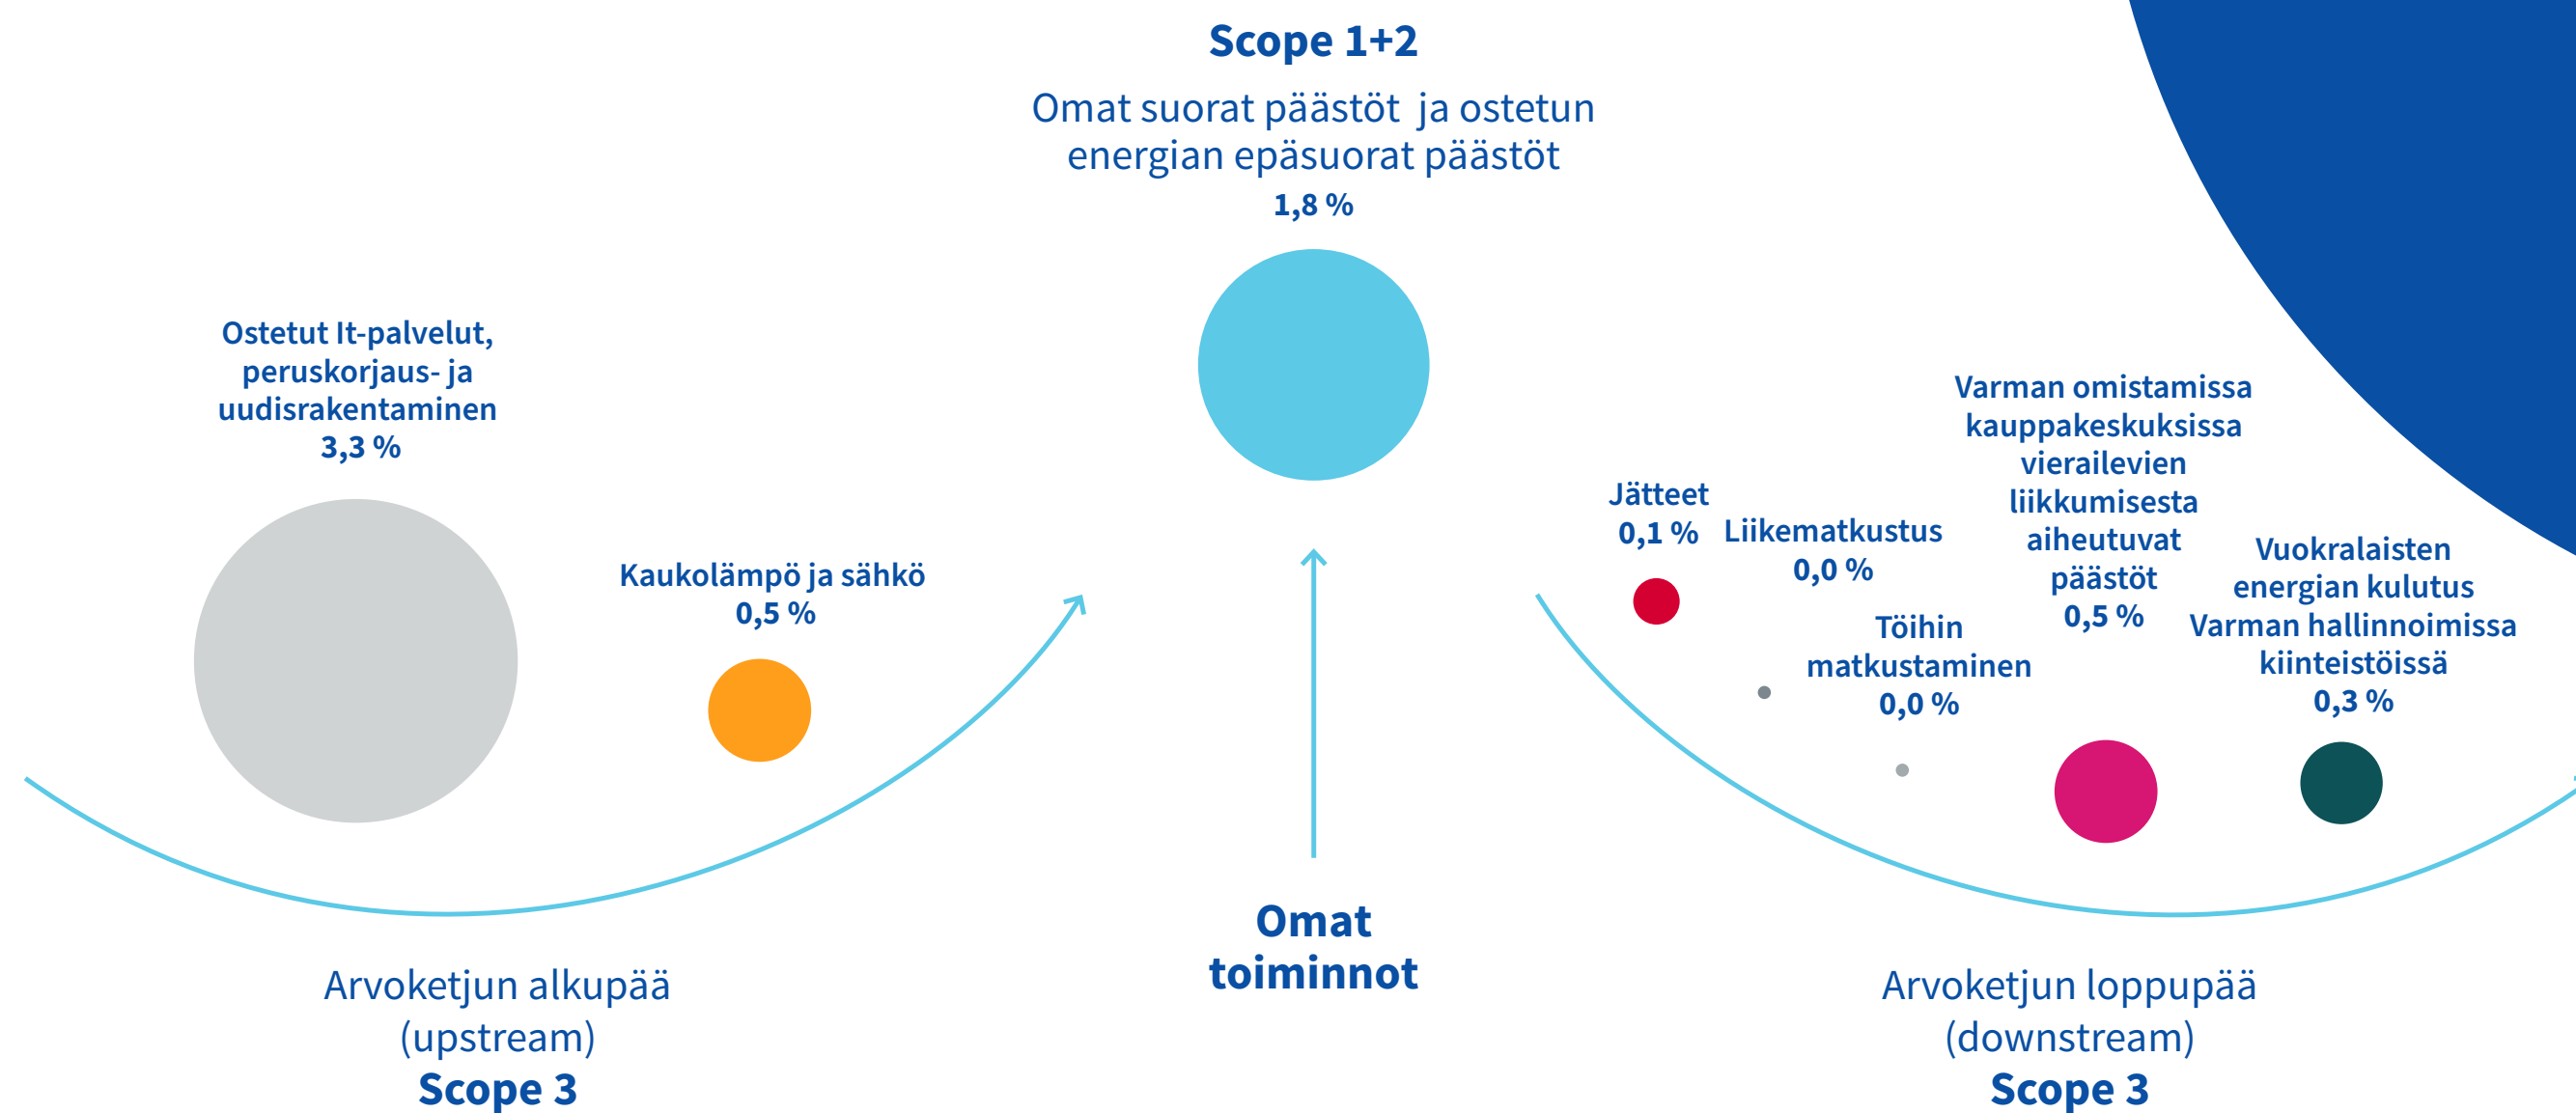 Scope 1+2
Omat suorat päästöt ja ostetun
energian epäsuorat päästöt
1,8 %
Ostetut It-palvelut,
peruskorjaus- ja
uudisrakentaminen
3,3 %
Kaukolämpö ja sähkö
0,5 %
Jätteet
0,1 %
Liikematkustus
0,0 %
Töihin
matkustaminen
0,0 %
Varman omistamissa
kauppakeskuksissa
vierailevien
liikkumisesta
aiheutuvat
päästöt
0,5 %
Vuokralaisten
energian kulutus
Varman hallinnoimissa
kiinteistöissä
0,3 %
Arvoketjun alkupää
(upstream)
Scope 3
Omat
toiminnot
Arvoketjun loppupää
(downstream)
Scope 3